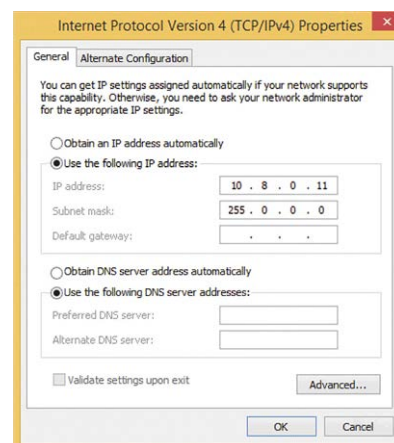 Internet Protocol Version 4 (TCP/IPv4) Properties
General
Alternate Configuration
You can get IP settings assigned automatically if your network supports
this capability. Otherwise, you need to ask your network administrator
for the appropriate IP settings.
Obtain an IP address automatically
Use the following IP address:
IP address: 10 . 8 . 0 . 11
Subnet mask: 255 . 0 . 0 . 0
Default gateway: . . .
Obtain DNS server address automatically
Use the following DNS server addresses:
Preferred DNS server:
Alternate DNS server:
Validate settings upon exit
Advanced...
OK Cancel